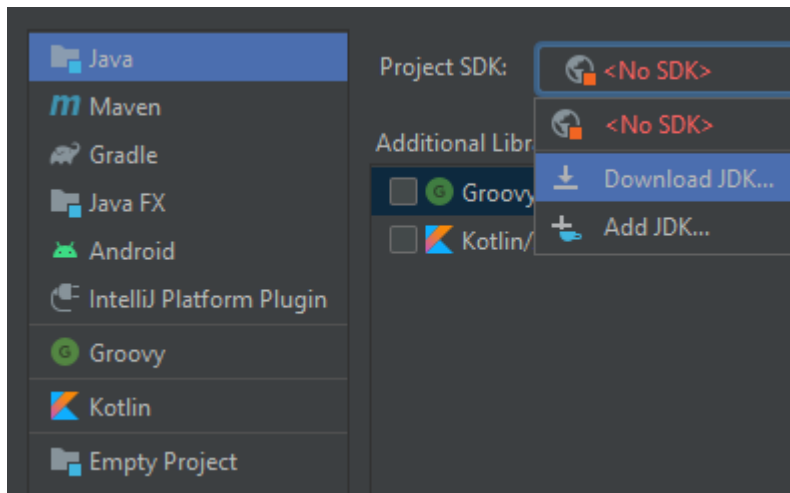 Java
Maven
Gradle
Java FX
Android
IntelliJ Platform Plugin
Groovy
Kotlin
Empty Project
Project SDK:
<No SDK>
<No SDK>
Download JDK...
Add JDK...
Additional Libr
Groovy
Kotlin/